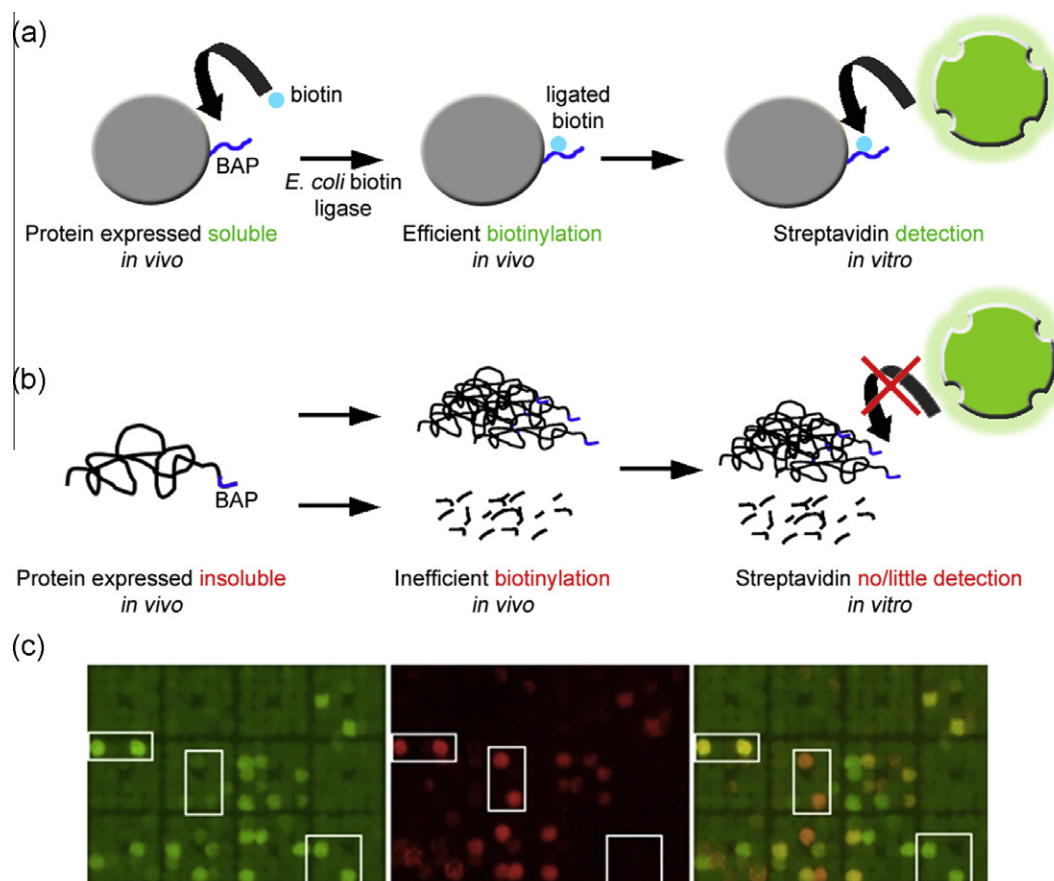 (a)
biotin
BAP
E. coli biotin
ligase
ligated
biotin
Protein expressed soluble
in vivo
Efficient biotinylation
in vivo
Streptavidin detection
in vitro
(b)
BAP
Protein expressed insoluble
in vivo
Inefficient biotinylation
in vivo
Streptavidin no/little detection
in vitro
(c)